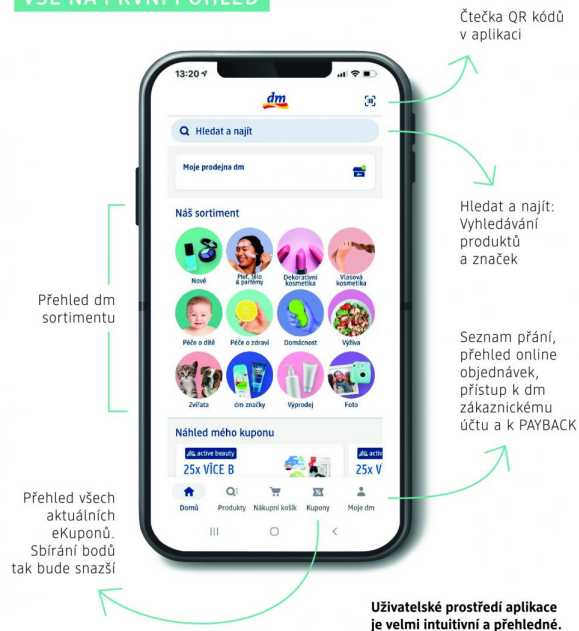 VŠE NA PRVNÍ POHLED
Čtečka QR kódů
v aplikaci
13:20
dm
Hledat a najít
Moje prodejna dm
Hledat a najít:
Vyhledávání
produktů
a značek
Náš sortiment
Nové
Pleť, tělo
& parfémy
Dekorativní
kosmetika
Vlasová
kosmetika
Přehled dm
sortimentu
Péče o dítě
Péče o zdraví
Domácnost
Výživa
Zvířata
dm značky
Výprodej
Foto
Seznam přání,
přehled online
objednávek,
přístup k dm
zákaznickému
účtu a k PAYBACK
Náhled mého kuponu
active beauty
25x VÍCE B
activ
25x V
Domů
Produkty
Nákupní košík
Kupony
Moje dm
Přehled všech
aktuálních
eKuponů.
Sbírání bodů
tak bude snazší
Uživatelské prostředí aplikace
je velmi intuitivní a přehledné.